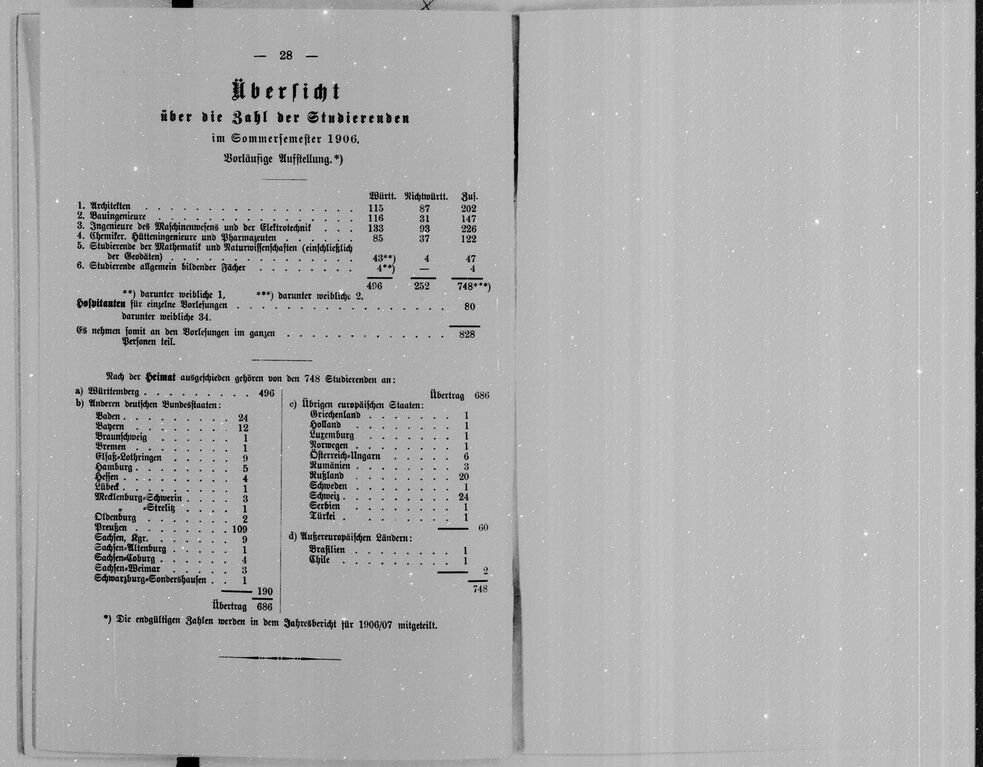 — 28 —
Übersicht
über die Zahl der Studierenden
im Sommersemester 1906.
Vorläufige Aufstellung.*)
Württ. Nichtwürtt. Zus.
1. Architekten . . . . . . . . . . . . . . . . . . 115 87 202
2. Bauingenieure . . . . . . . . . . . . . . . . . 116 31 147
3. Ingenieure des Maschinenwesens und der Elektrotechnik . . . 133 93 226
4. Chemiker, Hütteningenieure und Pharmazeuten . . . . . . 85 37 122
5. Studierende der Mathematik und Naturwissenschaften (einschließlich
der Geodäten) . . . . . . . . . . . . . . . . 43**) 4 47
6. Studierende allgemein bildender Fächer . . . . . . . . 4**) — 4
496 252 748***)
**) darunter weibliche 1, ***) darunter weibliche 2.
Hospitanten für einzelne Vorlesungen . . . . . . . . . . . . . . . . . 80
darunter weibliche 34.
Es nehmen somit an den Vorlesungen im ganzen . . . . . . . . . . . . . 828
Personen teil.
Nach der Heimat ausgeschieden gehören von den 748 Studierenden an:
a) Württemberg . . . . . . . . . 496
b) Anderen deutschen Bundesstaaten:
Baden . . . . . . . . . 24
Bayern . . . . . . . . . 12
Braunschweig . . . . . . . 1
Bremen . . . . . . . . . 1
Elsaß-Lothringen . . . . . . 9
Hamburg . . . . . . . . . 5
Hessen . . . . . . . . . 4
Lübeck . . . . . . . . . 1
Mecklenburg-Schwerin . . . . 3
„ -Strelitz . . . . 1
Oldenburg . . . . . . . 2
Preußen . . . . . . . . . 109
Sachsen, Kgr. . . . . . . . 9
Sachsen-Altenburg . . . . . 1
Sachsen-Coburg . . . . . . 4
Sachsen-Weimar . . . . . . 3
Schwarzburg-Sondershausen . . 1
190
Übertrag 686
Übertrag 686
c) Übrigen europäischen Staaten:
Griechenland . . . . . . . 1
Holland . . . . . . . . . 1
Luxemburg . . . . . . . . 1
Norwegen . . . . . . . . 1
Österreich-Ungarn . . . . . 6
Rumänien . . . . . . . . 3
Rußland . . . . . . . . 20
Schweden . . . . . . . . 1
Schweiz . . . . . . . . . 24
Serbien . . . . . . . . . 1
Türkei . . . . . . . . . 1
60
d) Außereuropäischen Ländern:
Brasilien . . . . . . . . 1
Chile . . . . . . . . . 1
2
748
*) Die endgültigen Zahlen werden in dem Jahresbericht für 1906/07 mitgeteilt.